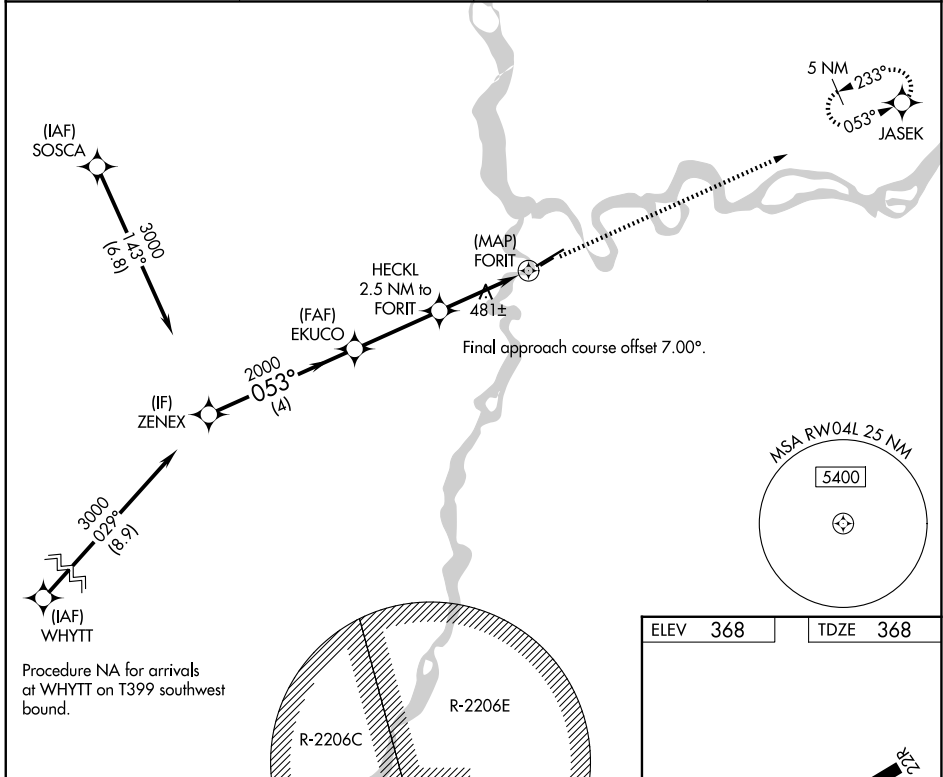 5 NM
233°
053°
JASEK
(IAF)
SOSCA
3000
143°
(6.8)
(MAP)
FORIT
HECKL
2.5 NM to
FORIT
481±
(FAF)
EKUCO
Final approach course offset 7.00°.
2000
053°
(4)
(IF)
ZENEX
MSA RW04L 25 NM
5400
3000
029°
(8.9)
(IAF)
WHYTT
ELEV 368
TDZE 368
Procedure NA for arrivals
at WHYTT on T399 southwest
bound.
R-2206E
R-2206C
22R